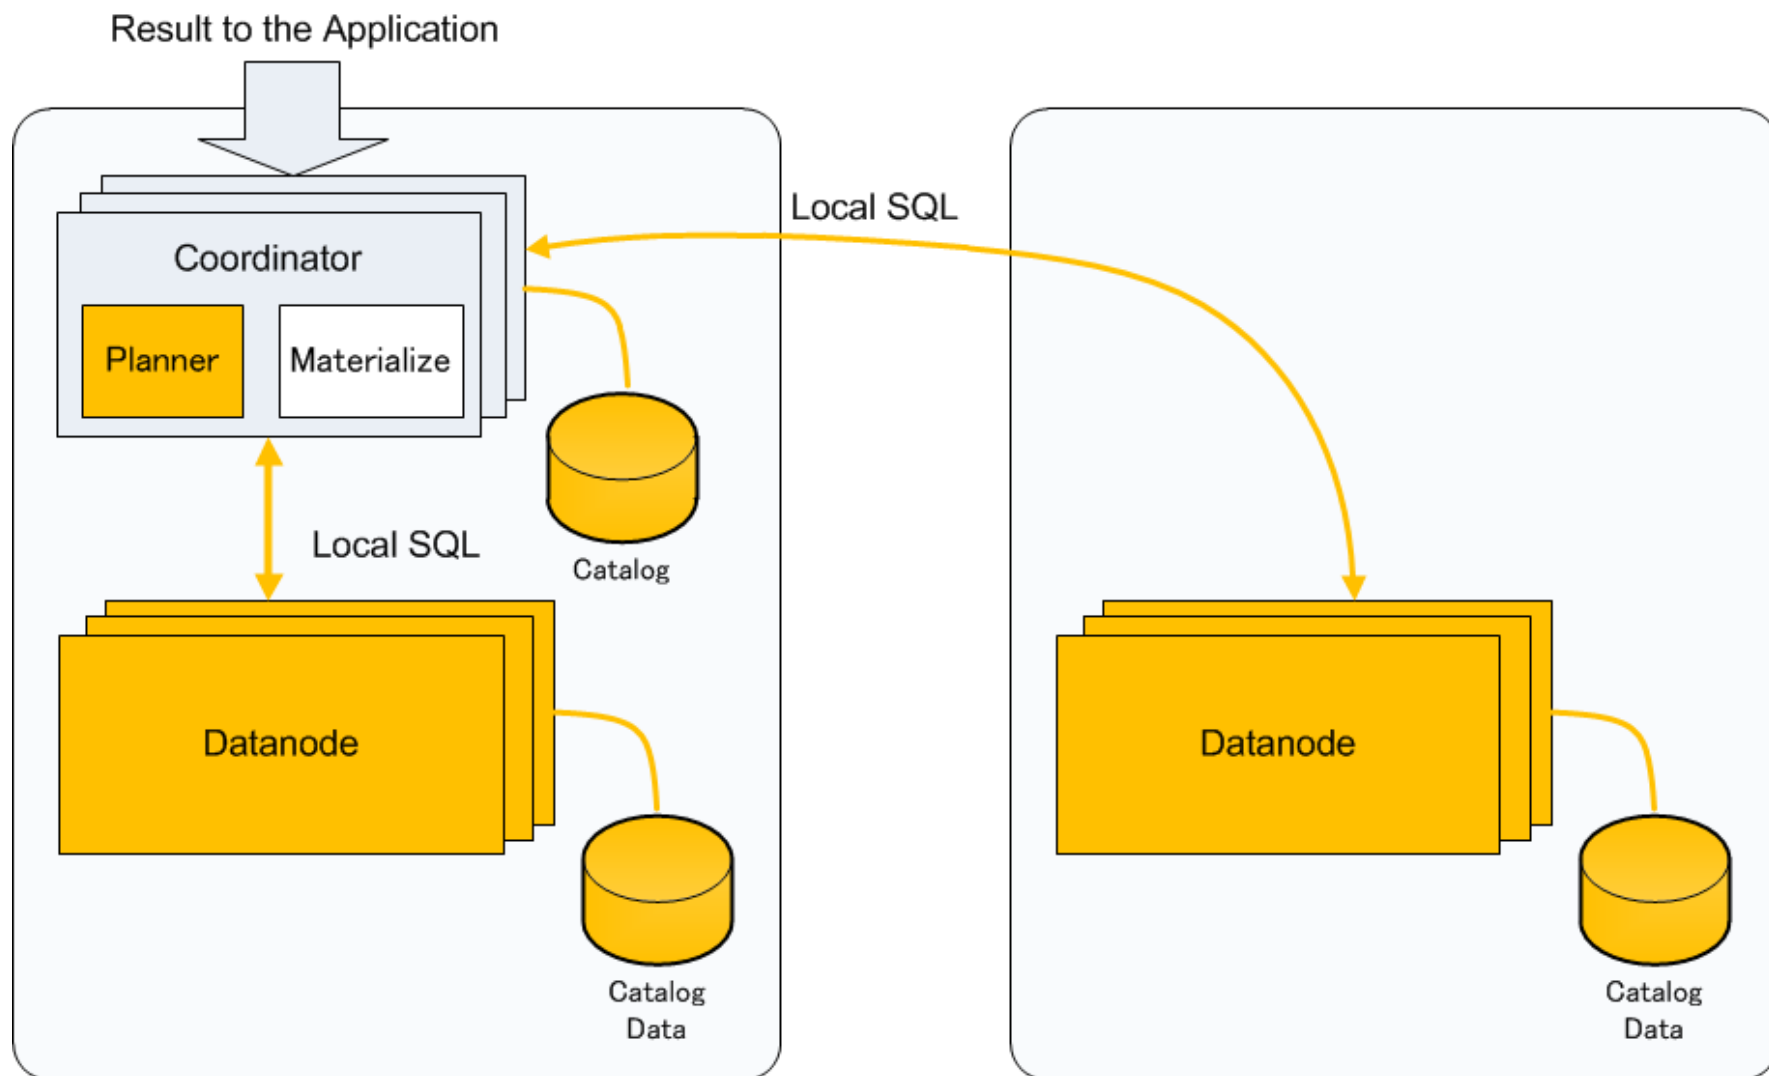 Result to the Application
Local SQL
Coordinator
Planner
Materialize
Local SQL
Catalog
Datanode
Datanode
Catalog
Data
Catalog
Data